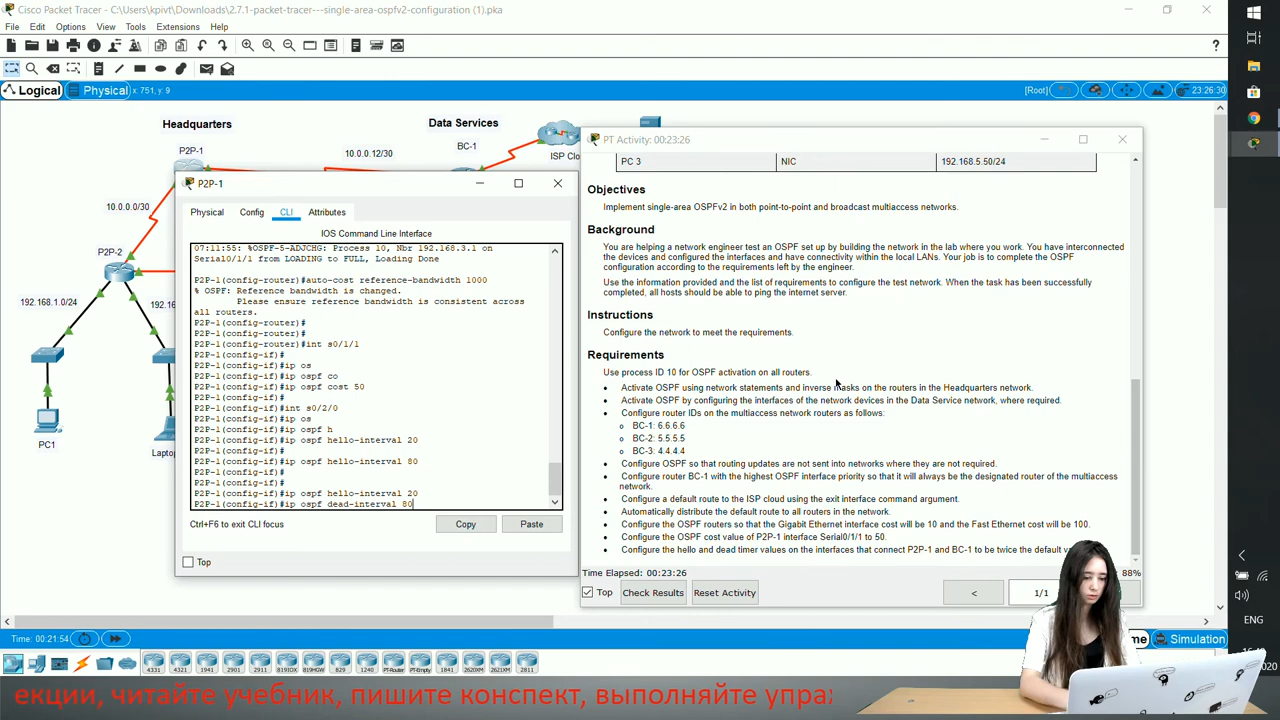 Cisco Packet Tracer - C:\Users\kpivt\Downloads\2.7.1-packet-tracer---single-area-ospfv2-configuration (1).pka
File Edit Options View Tools Extensions Help
?
Logical Physical x: 751, y: 9
[Root] 23:26:30
Headquarters
P2P-1
10.0.0.12/30
Data Services
BC-1
ISP Clo
10.0.0.0/30
P2P-2
192.168.1.0/24
192.16
PC1
Laptop
P2P-1
Physical Config CLI Attributes
IOS Command Line Interface
07:11:55: %OSPF-5-ADJCHG: Process 10, Nbr 192.168.3.1 on
Serial0/1/1 from LOADING to FULL, Loading Done
P2P-1(config-router)#auto-cost reference-bandwidth 1000
% OSPF: Reference bandwidth is changed.
Please ensure reference bandwidth is consistent across
all routers.
P2P-1(config-router)#
P2P-1(config-router)#
P2P-1(config-router)#int s0/1/1
P2P-1(config-if)#
P2P-1(config-if)#ip os
P2P-1(config-if)#ip ospf co
P2P-1(config-if)#ip ospf cost 50
P2P-1(config-if)#
P2P-1(config-if)#int s0/2/0
P2P-1(config-if)#ip os
P2P-1(config-if)#ip ospf h
P2P-1(config-if)#ip ospf hello-interval 20
P2P-1(config-if)#
P2P-1(config-if)#ip ospf hello-interval 80
P2P-1(config-if)#
P2P-1(config-if)#
P2P-1(config-if)#ip ospf hello-interval 20
P2P-1(config-if)#ip ospf dead-interval 80
Ctrl+F6 to exit CLI focus
Copy Paste
Top
PT Activity: 00:23:26
PC 3 NIC 192.168.5.50/24
Objectives
Implement single-area OSPFv2 in both point-to-point and broadcast multiaccess networks.
Background
You are helping a network engineer test an OSPF set up by building the network in the lab where you work. You have interconnected
the devices and configured the interfaces and have connectivity within the local LANs. Your job is to complete the OSPF
configuration according to the requirements left by the engineer.
Use the information provided and the list of requirements to configure the test network. When the task has been successfully
completed, all hosts should be able to ping the internet server.
Instructions
Configure the network to meet the requirements.
Requirements
Use process ID 10 for OSPF activation on all routers.
• Activate OSPF using network statements and inverse masks on the routers in the Headquarters network.
• Activate OSPF by configuring the interfaces of the network devices in the Data Service network, where required.
• Configure router IDs on the multiaccess network routers as follows:
o BC-1: 6.6.6.6
o BC-2: 5.5.5.5
o BC-3: 4.4.4.4
• Configure OSPF so that routing updates are not sent into networks where they are not required.
• Configure router BC-1 with the highest OSPF interface priority so that it will always be the designated router of the multiaccess
network.
• Configure a default route to the ISP cloud using the exit interface command argument.
• Automatically distribute the default route to all routers in the network.
• Configure the OSPF routers so that the Gigabit Ethernet interface cost will be 10 and the Fast Ethernet cost will be 100.
• Configure the OSPF cost value of P2P-1 interface Serial0/1/1 to 50.
• Configure the hello and dead timer values on the interfaces that connect P2P-1 and BC-1 to be twice the default v
Time Elapsed: 00:23:26
88%
Top Check Results Reset Activity < 1/1
Time: 00:21:54
me Simulation
4331 4321 1941 2901 2911 819IOX 819HGW 829 1240 PT-Router PT-Empty 1841 2620XM 2621XM 2811
ENG
екции, читайте учебник, пишите конспект, выполняйте упраж